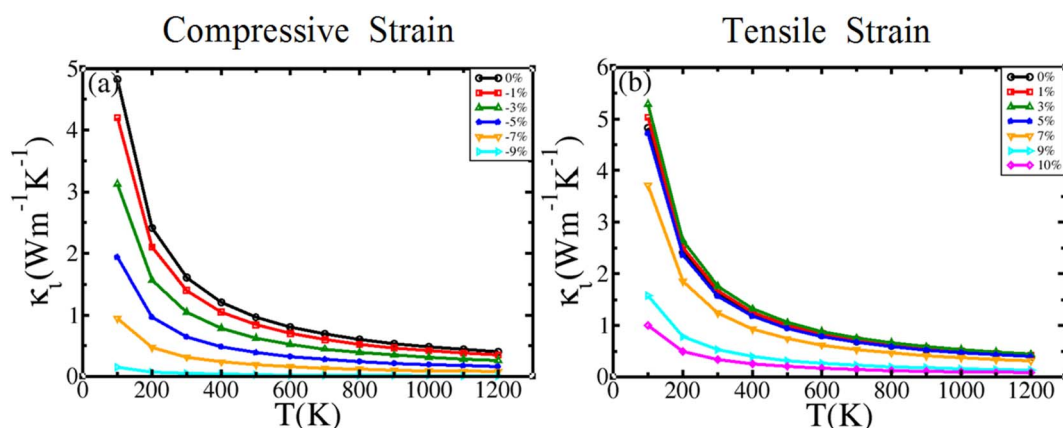 Compressive Strain
Tensile Strain
(a)
κι(Wm⁻¹K⁻¹)
5
4
3
2
1
0
0 200 400 600 800 1000 1200
T(K)
0%
-1%
-3%
-5%
-7%
-9%
(b)
κι(Wm⁻¹K⁻¹)
6
5
4
3
2
1
0
0 200 400 600 800 1000 1200
T(K)
0%
1%
3%
5%
7%
9%
10%